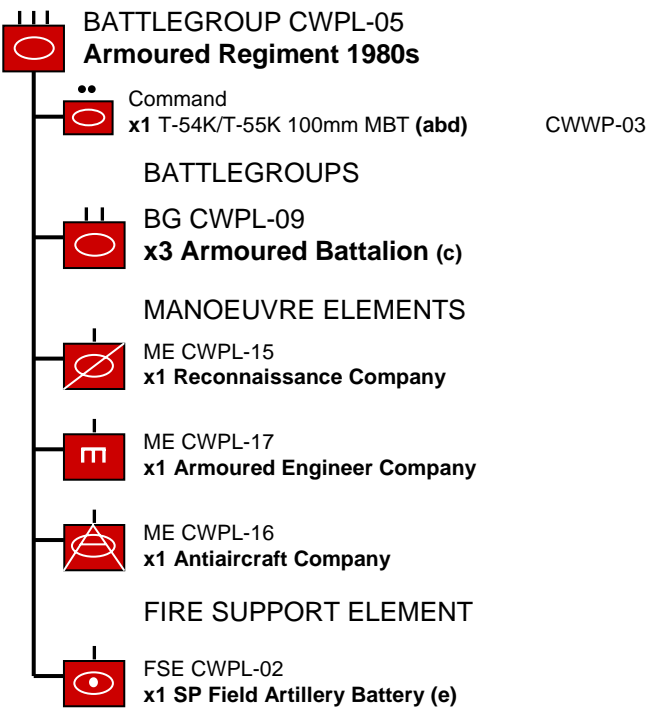 BATTLEGROUP CWPL-05
Armoured Regiment 1980s
Command
x1 T-54K/T-55K 100mm MBT (abd) CWWP-03
BATTLEGROUPS
BG CWPL-09
x3 Armoured Battalion (c)
MANOEUVRE ELEMENTS
ME CWPL-15
x1 Reconnaissance Company
ME CWPL-17
x1 Armoured Engineer Company
ME CWPL-16
x1 Antiaircraft Company
FIRE SUPPORT ELEMENT
FSE CWPL-02
x1 SP Field Artillery Battery (e)